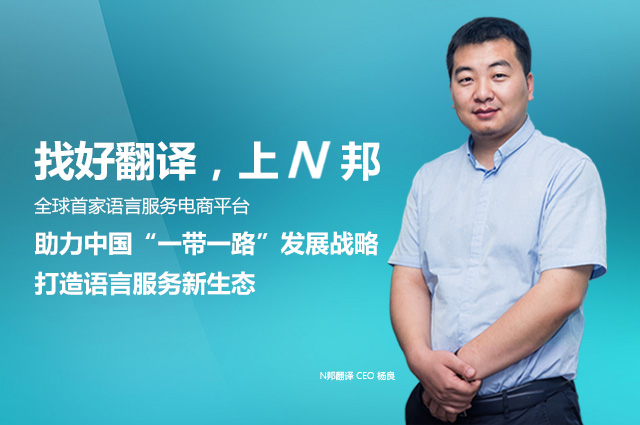 找好翻译，上N邦
全球首家语言服务电商平台
助力中国“一带一路”发展战略
打造语言服务新生态
N邦翻译 CEO 杨良